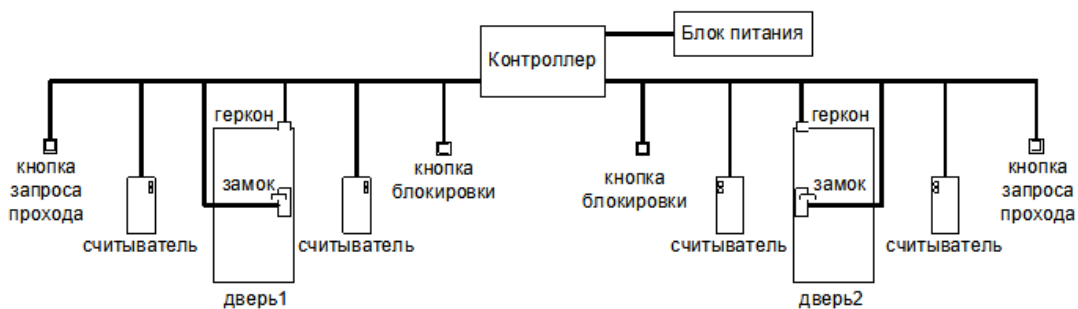 Блок питания
Контроллер
геркон
геркон
кнопка
запроса
прохода
замок
кнопка
блокировки
кнопка
блокировки
замок
кнопка
запроса
прохода
считыватель
считыватель
считыватель
считыватель
дверь1
дверь2